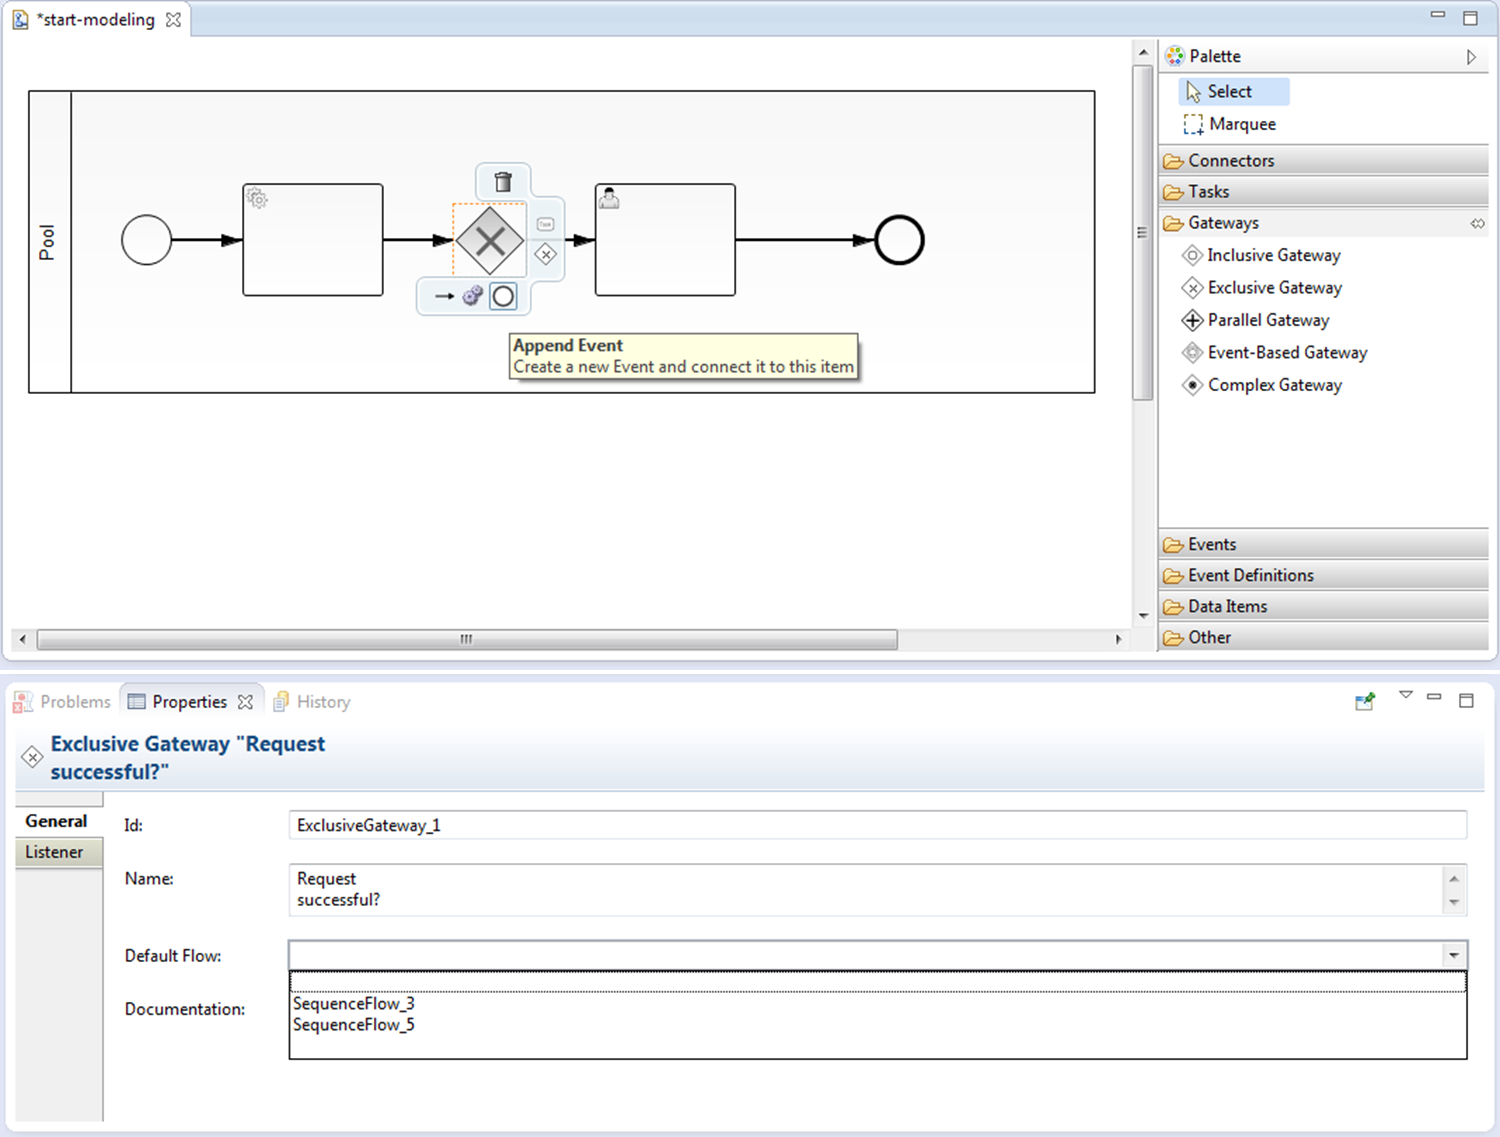 *start-modeling
Palette
Select
Marquee
Connectors
Tasks
Gateways
Inclusive Gateway
Exclusive Gateway
Parallel Gateway
Event-Based Gateway
Complex Gateway
Events
Event Definitions
Data Items
Other
Pool
Append Event
Create a new Event and connect it to this item
Problems
Properties
History
Exclusive Gateway "Request
successful?"
General
Listener
Id:
ExclusiveGateway_1
Name:
Request
successful?
Default Flow:
SequenceFlow_3
SequenceFlow_5
Documentation: